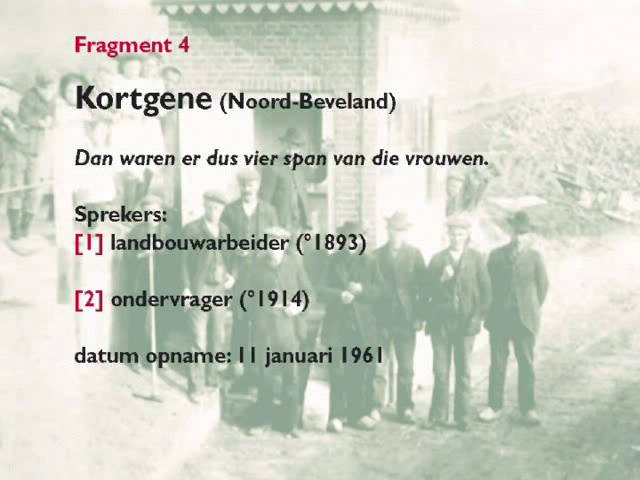 Fragment 4
Kortgene (Noord-Beveland)
Dan waren er dus vier span van die vrouwen.
Sprekers:
[1] landbouwarbeider (°1893)
[2] ondervrager (°1914)
datum opname: 11 januari 1961